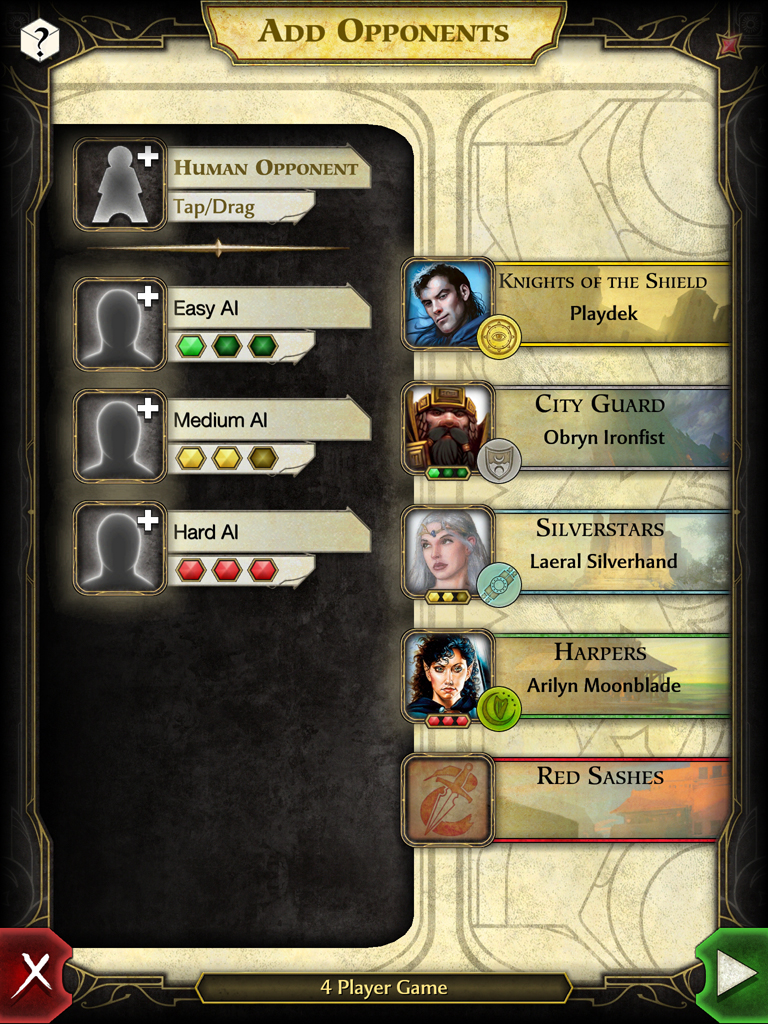 ?
ADD OPPONENTS
HUMAN OPPONENT
Tap/Drag
Easy AI
Medium AI
Hard AI
KNIGHTS OF THE SHIELD
Playdek
CITY GUARD
Obryn Ironfist
SILVERSTARS
Laeral Silverhand
HARPERS
Arilyn Moonblade
RED SASHES
4 Player Game